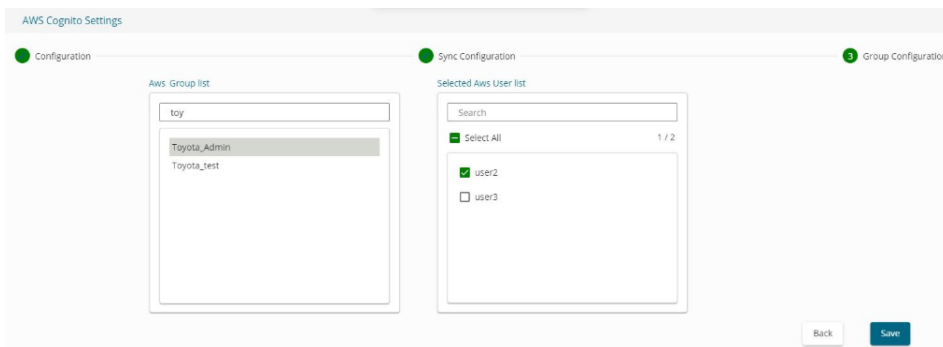 AWS Cognito Settings
Configuration
Sync Configuration
3 Group Configuration
Aws Group list
Selected Aws User list
toy
Search
Select All 1 / 2
Toyota_Admin
Toyota_test
user2
user3
Back
Save